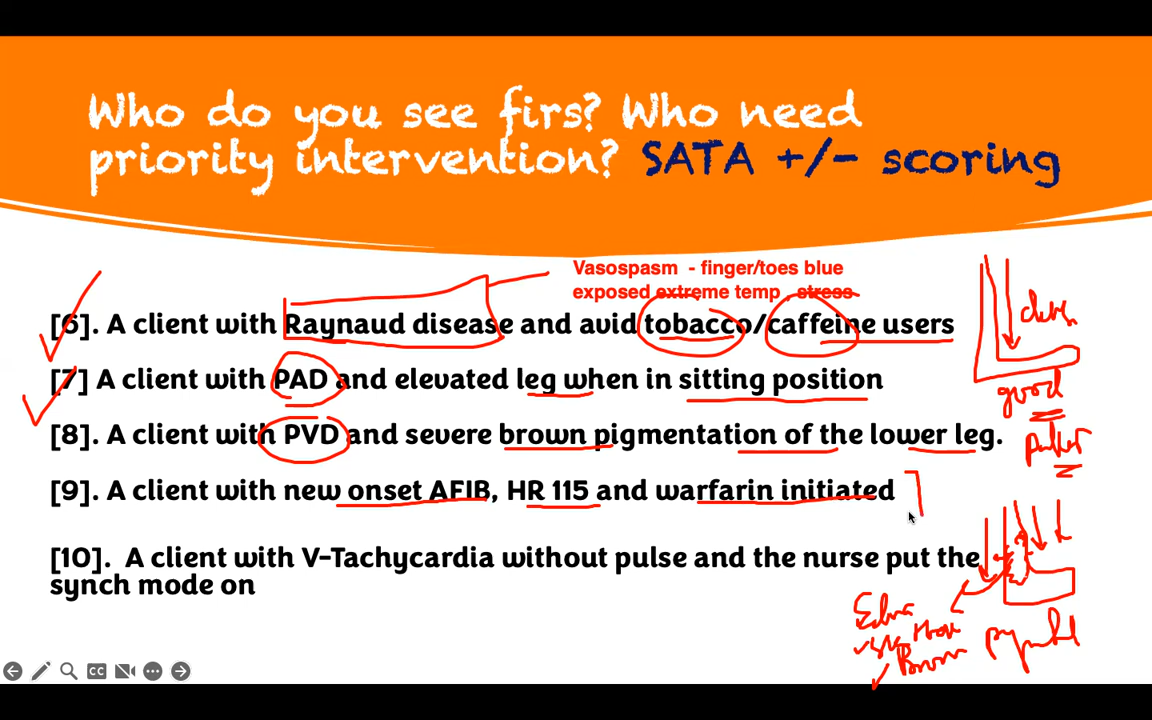 Who do you see firs? Who need
priority intervention? SATA +/- scoring
Vasospasm - finger/toes blue
exposed extreme temp , stress
[6]. A client with Raynaud disease and avid tobacco/caffeine users
[7] A client with PAD and elevated leg when in sitting position
good
[8]. A client with PVD and severe brown pigmentation of the lower leg.
[9]. A client with new onset AFIB, HR 115 and warfarin initiated
[10]. A client with V-Tachycardia without pulse and the nurse put the
synch mode on
Brown
CC